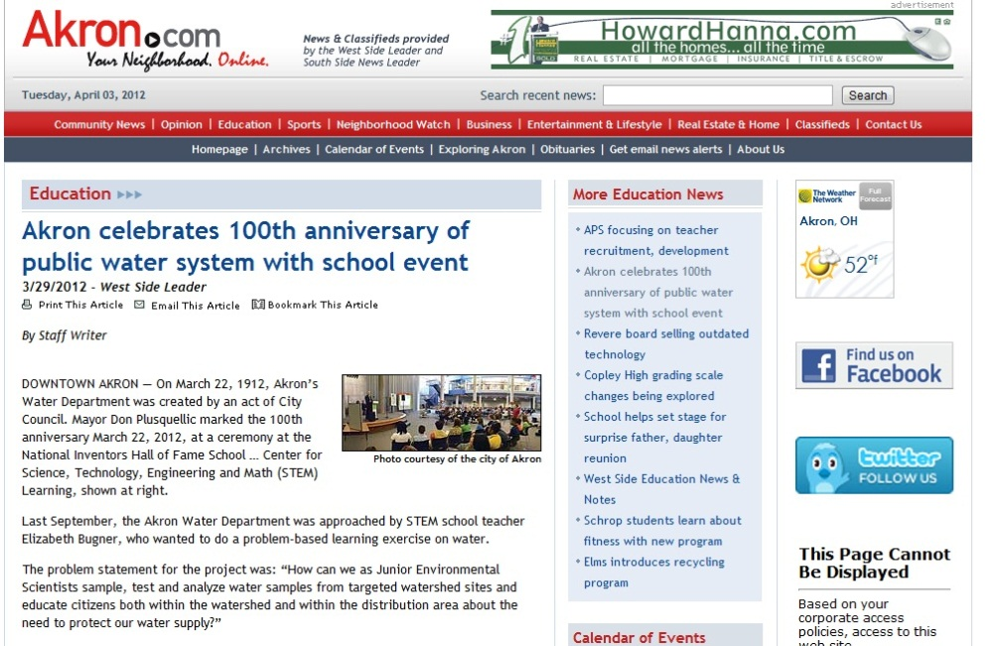 advertisement
Akron.com
Your Neighborhood. Online.
News & Classifieds provided
by the West Side Leader and
South Side News Leader
#1
HowardHanna.com
all the homes... all the time
REAL ESTATE | MORTGAGE | INSURANCE | TITLE & ESCROW
Tuesday, April 03, 2012
Search recent news:
Search
Community News | Opinion | Education | Sports | Neighborhood Watch | Business | Entertainment & Lifestyle | Real Estate & Home | Classifieds | Contact Us
Homepage | Archives | Calendar of Events | Exploring Akron | Obituaries | Get email news alerts | About Us
Education
Akron celebrates 100th anniversary of
public water system with school event
3/29/2012 - West Side Leader
Print This Article Email This Article Bookmark This Article
By Staff Writer
DOWNTOWN AKRON — On March 22, 1912, Akron's
Water Department was created by an act of City
Council. Mayor Don Plusquellic marked the 100th
anniversary March 22, 2012, at a ceremony at the
National Inventors Hall of Fame School ... Center for
Science, Technology, Engineering and Math (STEM)
Learning, shown at right.
Photo courtesy of the city of Akron
Last September, the Akron Water Department was approached by STEM school teacher
Elizabeth Bugner, who wanted to do a problem-based learning exercise on water.
The problem statement for the project was: “How can we as Junior Environmental
Scientists sample, test and analyze water samples from targeted watershed sites and
educate citizens both within the watershed and within the distribution area about the
need to protect our water supply?”
More Education News
APS focusing on teacher
recruitment, development
Akron celebrates 100th
anniversary of public water
system with school event
Revere board selling outdated
technology
Copley High grading scale
changes being explored
School helps set stage for
surprise father, daughter
reunion
West Side Education News &
Notes
Schrop students learn about
fitness with new program
Elms introduces recycling
program
Calendar of Events
The Weather
Network
Full
Forecast
Akron, OH
52°f
Find us on
Facebook
twitter
FOLLOW US
This Page Cannot
Be Displayed
Based on your
corporate access
policies, access to this
web site